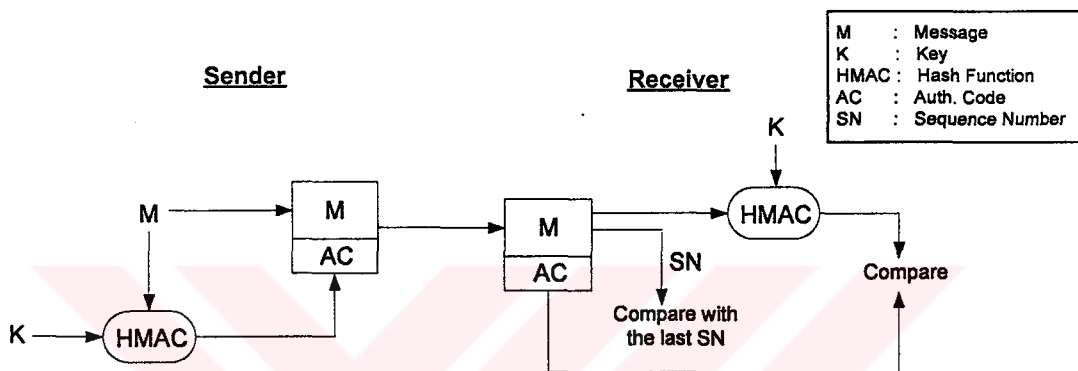 Sender
Receiver
M : Message
K : Key
HMAC : Hash Function
AC : Auth. Code
SN : Sequence Number
K
M
M
AC
M
AC
HMAC
SN
Compare
Compare with
the last SN
K
HMAC